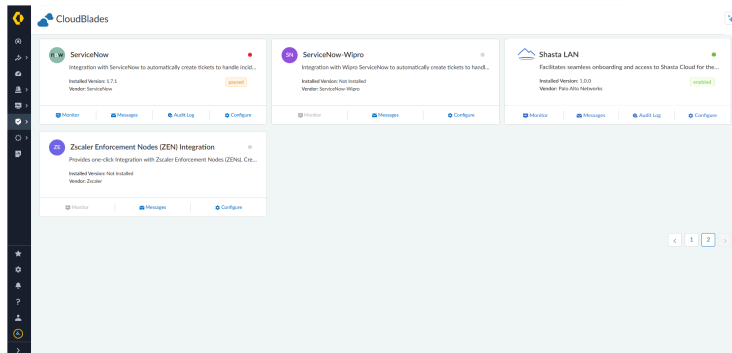 CloudBlades
now
ServiceNow
Integration with ServiceNow to automatically create tickets to handle incid...
Installed Version: 1.7.1
Vendor: ServiceNow
paused
Monitor
Messages
Audit Log
Configure
SN
ServiceNow-Wipro
Integration with Wipro ServiceNow to automatically create tickets to handl...
Installed Version: Not Installed
Vendor: ServiceNow-Wipro
Monitor
Messages
Configure
Shasta LAN
Facilitates seamless onboarding and access to Shasta Cloud for the...
Installed Version: 1.0.0
Vendor: Palo Alto Networks
enabled
Monitor
Messages
Audit Log
Configure
ZE
Zscaler Enforcement Nodes (ZEN) Integration
Provides one-click Integration with Zscaler Enforcement Nodes (ZENs). Cre...
Installed Version: Not Installed
Vendor: Zscaler
Monitor
Messages
Configure
< 1 2 >